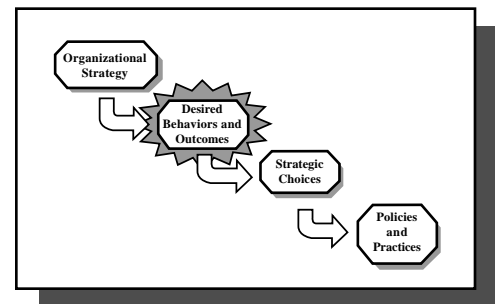 Organizational
Strategy
Desired
Behaviors and
Outcomes
Strategic
Choices
Policies
and
Practices